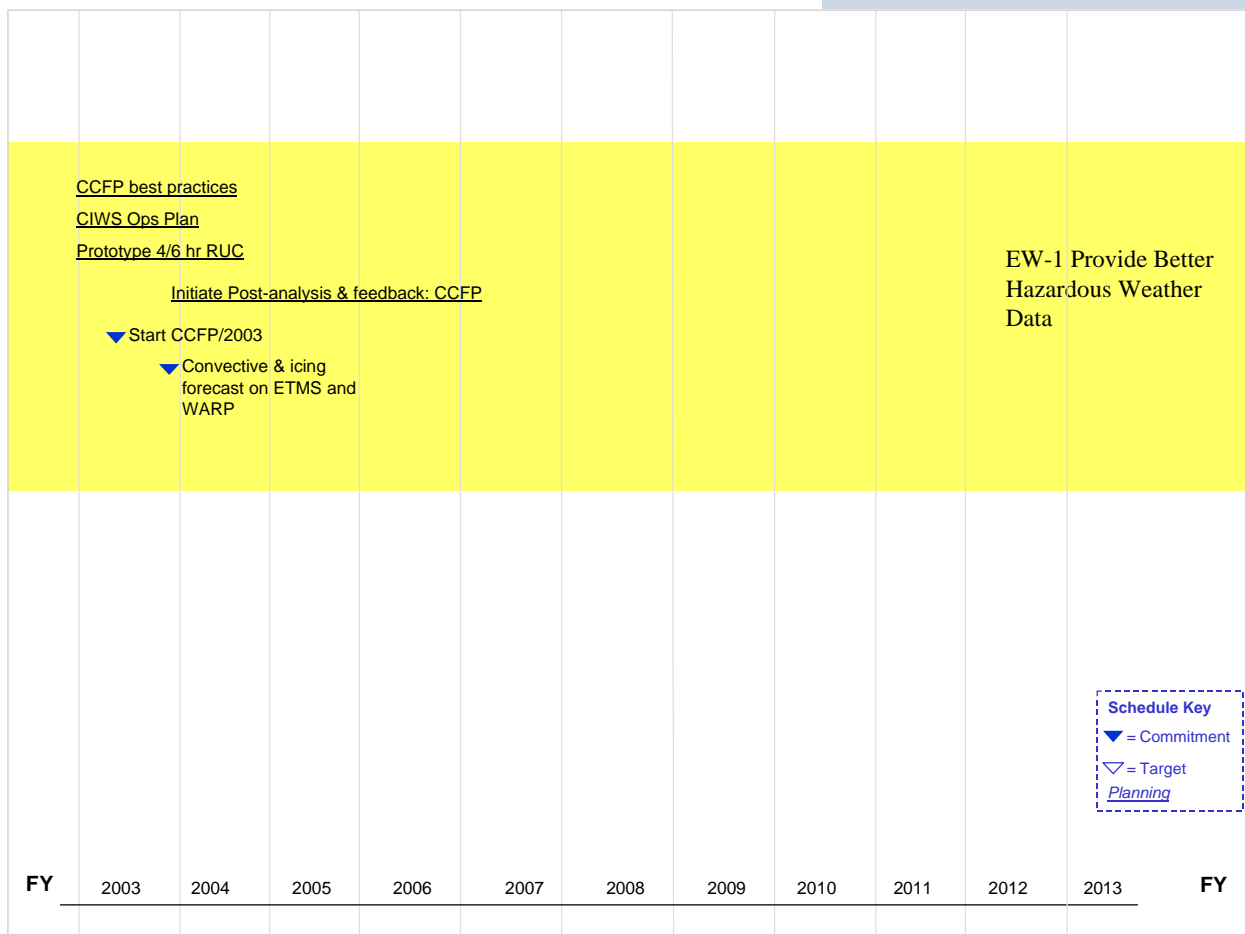 CCFP best practices
CIWS Ops Plan
Prototype 4/6 hr RUC
Initiate Post-analysis & feedback: CCFP
Start CCFP/2003
Convective & icing
forecast on ETMS and
WARP
EW-1 Provide Better
Hazardous Weather
Data
Schedule Key
= Commitment
= Target
Planning
FY 2003 2004 2005 2006 2007 2008 2009 2010 2011 2012 2013 FY